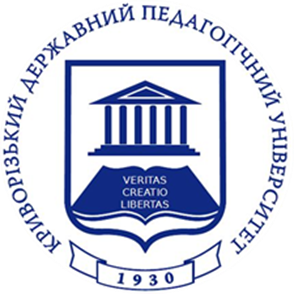 КРИВОРІЗЬКИЙ ДЕРЖАВНИЙ ПЕДАГОГІЧНИЙ УНІВЕРСИТЕТ
VERITAS
CREATIO
LIBERTAS
1930